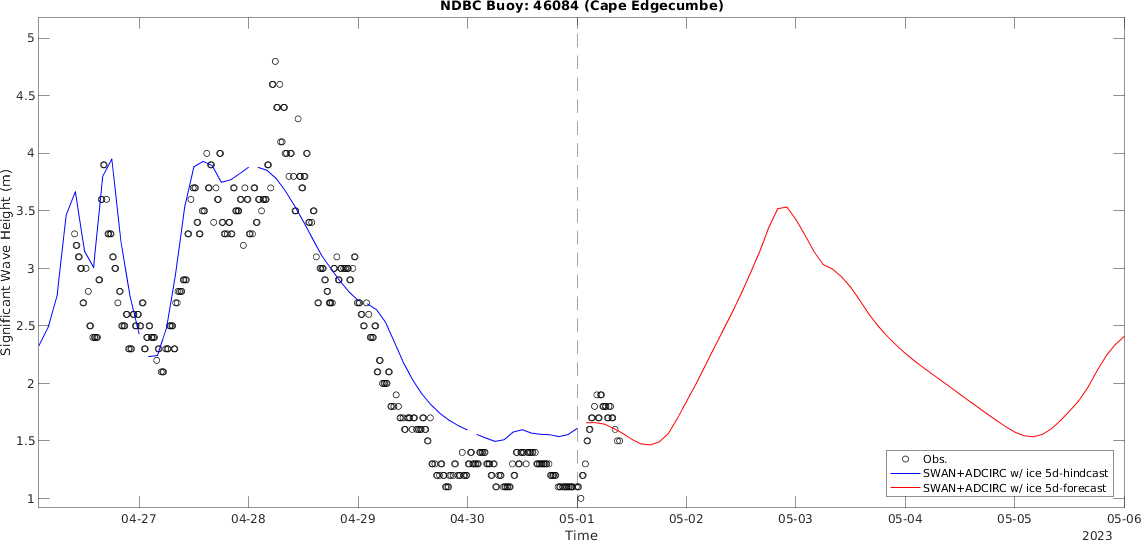 NDBC Buoy: 46084 (Cape Edgecumbe)
Significant Wave Height (m)
5
4.5
4
3.5
3
2.5
2
1.5
1
Obs.
SWAN+ADCIRC w/ ice 5d-hindcast
SWAN+ADCIRC w/ ice 5d-forecast
04-27 04-28 04-29 04-30 05-01 05-02 05-03 05-04 05-05 05-06
Time 2023